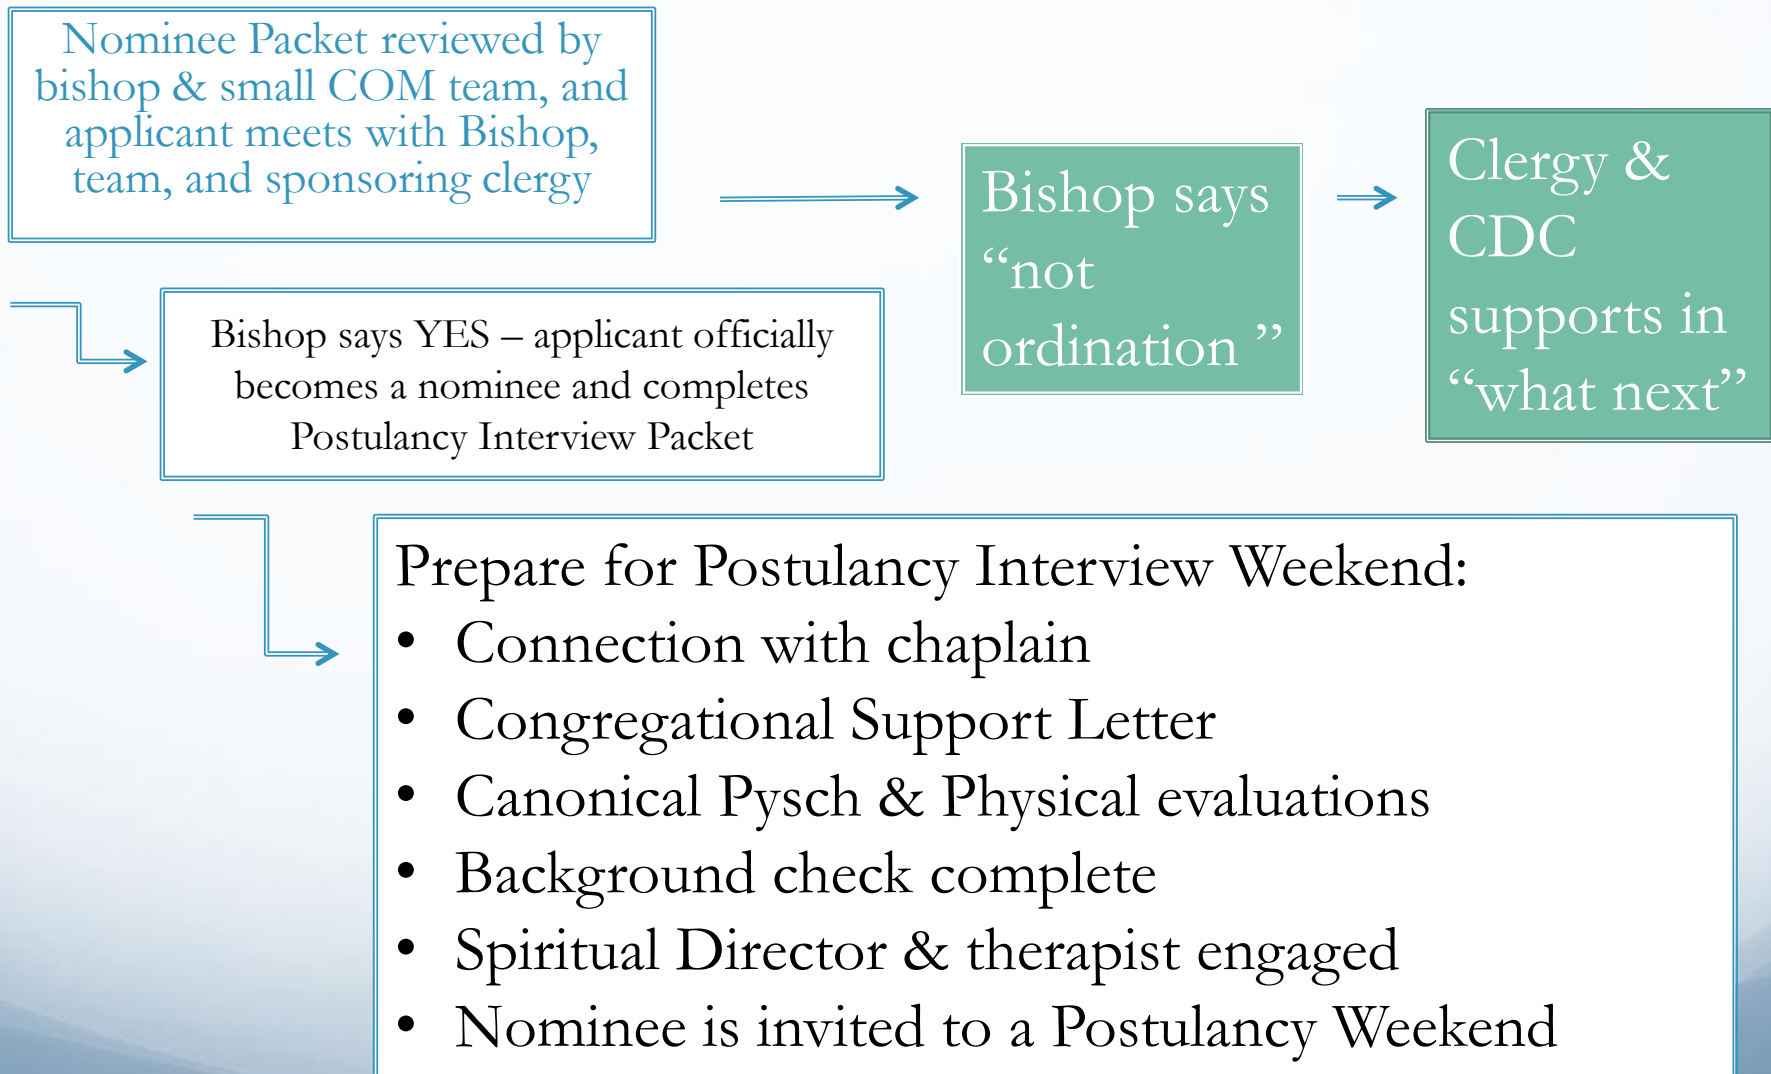 Nominee Packet reviewed by
bishop & small COM team, and
applicant meets with Bishop,
team, and sponsoring clergy
Bishop says
“not
ordination ”
Clergy &
CDC
supports in
“what next”
Bishop says YES – applicant officially
becomes a nominee and completes
Postulancy Interview Packet
Prepare for Postulancy Interview Weekend:
• Connection with chaplain
• Congregational Support Letter
• Canonical Pysch & Physical evaluations
• Background check complete
• Spiritual Director & therapist engaged
• Nominee is invited to a Postulancy Weekend